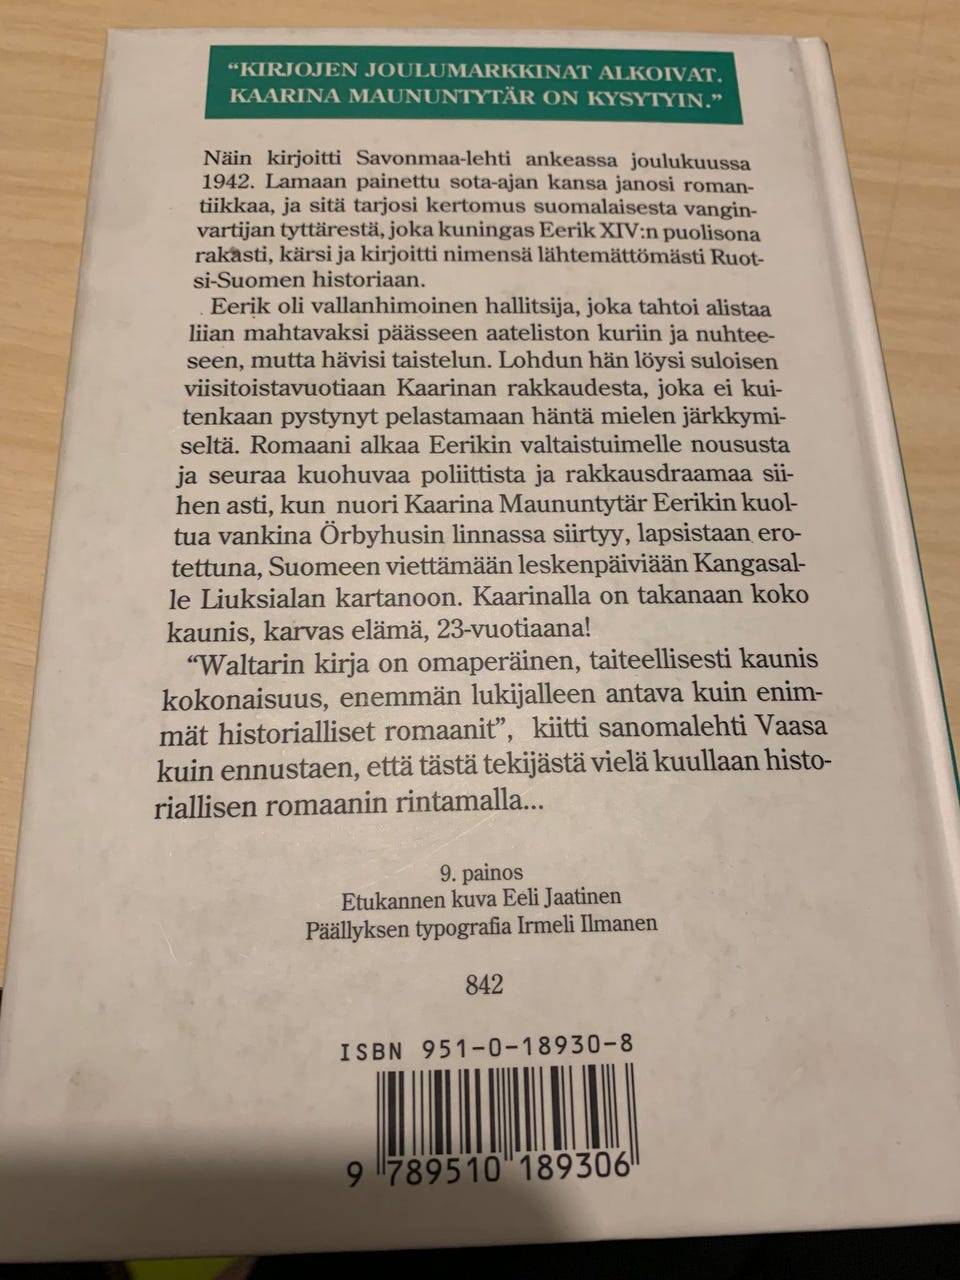 “KIRJOJEN JOULUMARKKINAT ALKOIVAT.
KAARINA MAUNUNTYTÄR ON KYSYTYIN.”
Näin kirjoitti Savonmaa-lehti ankeassa joulukuussa
1942. Lamaan painettu sota-ajan kansa janosi roman-
tiikkaa, ja sitä tarjosi kertomus suomalaisesta vangin-
vartijan tyttärestä, joka kuningas Eerik XIV:n puolisona
rakasti, kärsi ja kirjoitti nimensä lähtemättömästi Ruot-
si-Suomen historiaan.
Eerik oli vallanhimoinen hallitsija, joka tahtoi alistaa
liian mahtavaksi päässeen aateliston kuriin ja nuhtee-
seen, mutta hävisi taistelun. Lohdun hän löysi suloisen
viisitoistavuotiaan Kaarinan rakkaudesta, joka ei kui-
tenkaan pystynyt pelastamaan häntä mielen järkkymi-
seltä. Romaani alkaa Eerikin valtaistuimelle noususta
ja seuraa kuohuvaa poliittista ja rakkausdraamaa sii-
hen asti, kun nuori Kaarina Maununtytär Eerikin kuol-
tua vankina Örbyhusin linnassa siirtyy, lapsistaan ero-
tettuna, Suomeen viettämään leskenpäiviään Kangasal-
le Liuksialan kartanoon. Kaarinalla on takanaan koko
kaunis, karvas elämä, 23-vuotiaana!
“Waltarin kirja on omaperäinen, taiteellisesti kaunis
kokonaisuus, enemmän lukijalleen antava kuin enim-
mät historialliset romaanit”, kiitti sanomalehti Vaasa
kuin ennustaen, että tästä tekijästä vielä kuullaan histo-
riallisen romaanin rintamalla...
9. painos
Etukannen kuva Eeli Jaatinen
Päällyksen typografia Irmeli Ilmanen
842
ISBN 951-0-18930-8
9 789510 189306